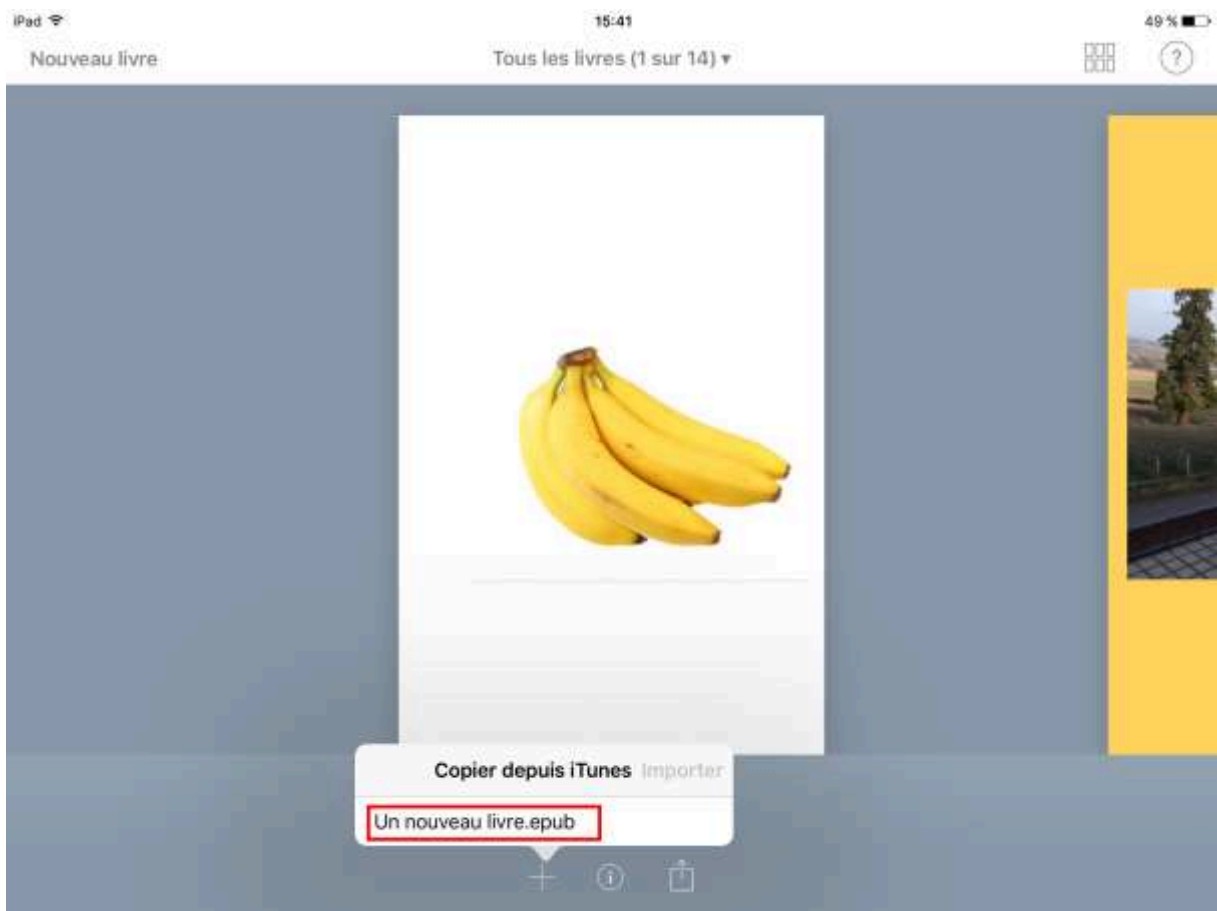 iPad 15:41 49 %
Nouveau livre Tous les livres (1 sur 14) ▾ ?
Copier depuis iTunes Importer
Un nouveau livre.epub